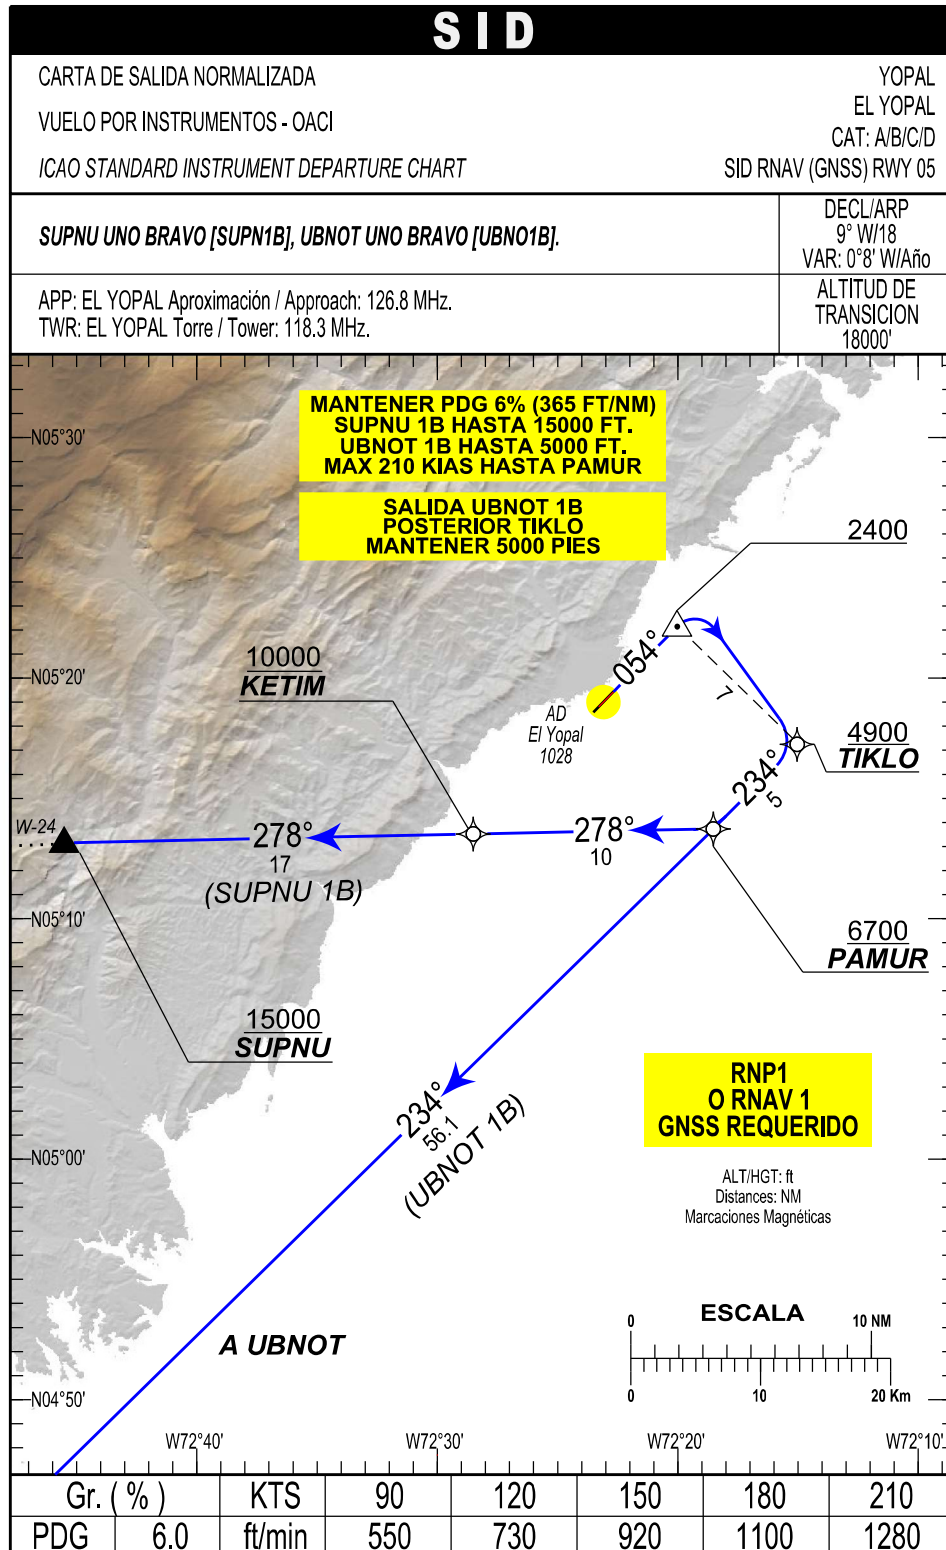 SID
CARTA DE SALIDA NORMALIZADA
VUELO POR INSTRUMENTOS - OACI
ICAO STANDARD INSTRUMENT DEPARTURE CHART
YOPAL
EL YOPAL
CAT: A/B/C/D
SID RNAV (GNSS) RWY 05
SUPNU UNO BRAVO [SUPN1B], UBNOT UNO BRAVO [UBNO1B].
DECL/ARP
9° W/18
VAR: 0°8' W/Año
APP: EL YOPAL Aproximación / Approach: 126.8 MHz.
TWR: EL YOPAL Torre / Tower: 118.3 MHz.
ALTITUD DE
TRANSICION
18000'
MANTENER PDG 6% (365 FT/NM)
SUPNU 1B HASTA 15000 FT.
UBNOT 1B HASTA 5000 FT.
MAX 210 KIAS HASTA PAMUR
N05°30'
SALIDA UBNOT 1B
POSTERIOR TIKLO
MANTENER 5000 PIES
2400
054°
10000
KETIM
N05°20'
7
AD
El Yopal
1028
4900
TIKLO
234°
5
W-24
278°
17
(SUPNU 1B)
278°
10
N05°10'
6700
PAMUR
15000
SUPNU
RNP1
O RNAV 1
GNSS REQUERIDO
234°
56.1
(UBNOT 1B)
N05°00'
ALT/HGT: ft
Distances: NM
Marcaciones Magnéticas
ESCALA
0 10 NM
0 10 20 Km
A UBNOT
N04°50'
W72°40' W72°30' W72°20' W72°10'
Gr. ( % ) KTS 90 120 150 180 210
PDG 6.0 ft/min 550 730 920 1100 1280